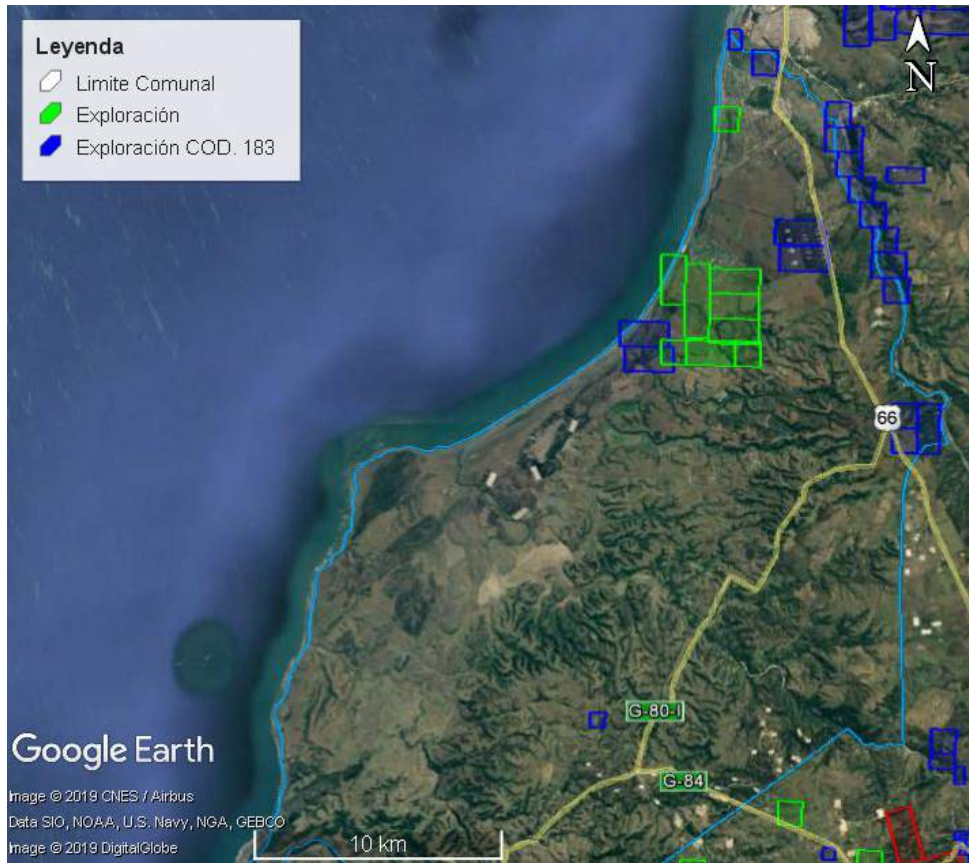 Leyenda
Limite Comunal
Exploración
Exploración COD. 183
N
66
G-80-I
G-84
Google Earth
Image © 2019 CNES / Airbus
Data SIO, NOAA, U.S. Navy, NGA, GEBCO
Image © 2019 DigitalGlobe
10 km